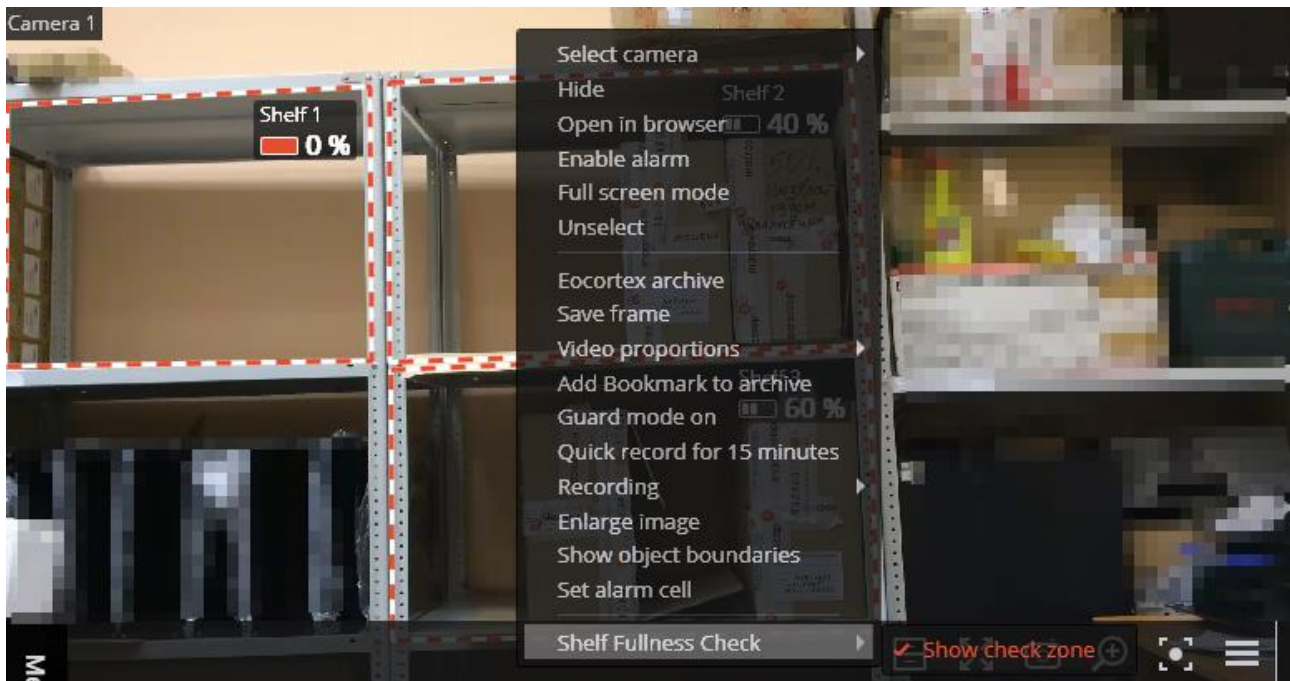 Camera 1
Shelf 1
0 %
Shelf 2
40 %
Shelf 3
60 %
Select camera
Hide
Open in browser
Enable alarm
Full screen mode
Unselect
Eocortex archive
Save frame
Video proportions
Add Bookmark to archive
Guard mode on
Quick record for 15 minutes
Recording
Enlarge image
Show object boundaries
Set alarm cell
Shelf Fullness Check
Show check zone